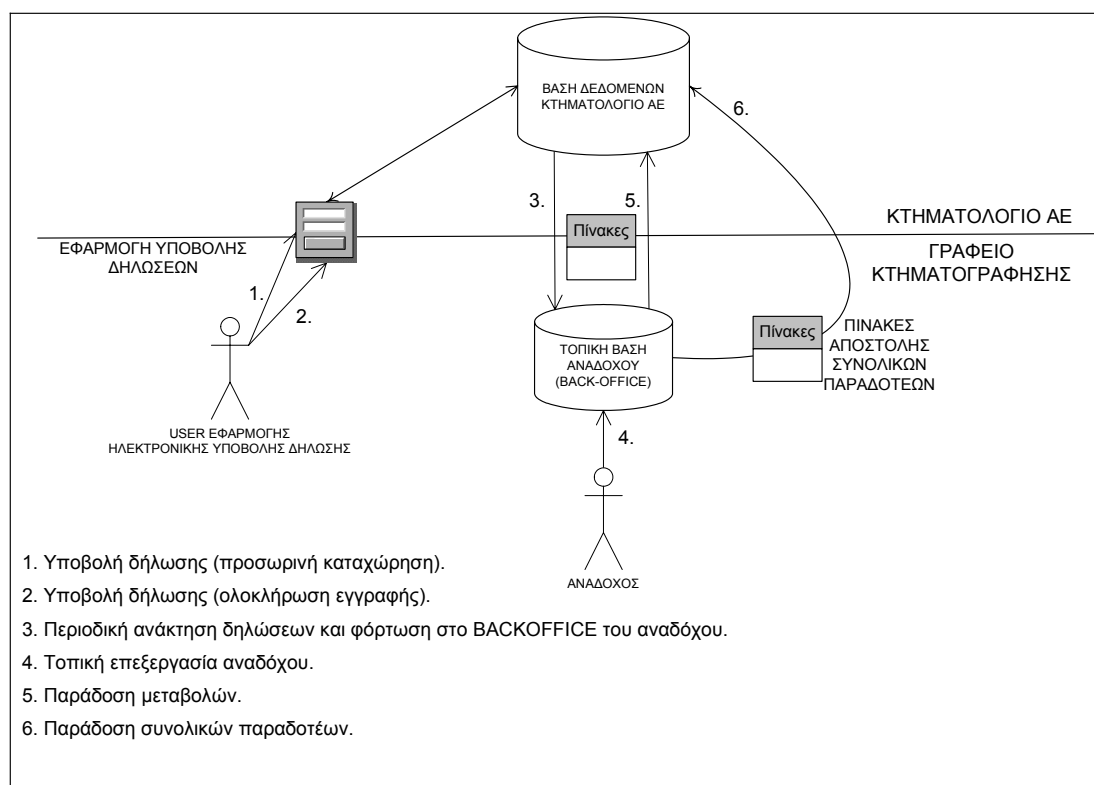 ΒΑΣΗ ΔΕΔΟΜΕΝΩΝ
ΚΤΗΜΑΤΟΛΟΓΙΟ ΑΕ
6.
3.
5.
Πίνακες
ΚΤΗΜΑΤΟΛΟΓΙΟ ΑΕ
ΕΦΑΡΜΟΓΗ ΥΠΟΒΟΛΗΣ
ΔΗΛΩΣΕΩΝ
ΓΡΑΦΕΙΟ
ΚΤΗΜΑΤΟΓΡΑΦΗΣΗΣ
1.
2.
ΤΟΠΙΚΗ ΒΑΣΗ
ΑΝΑΔΟΧΟΥ
(BACK-OFFICE)
Πίνακες
ΠΙΝΑΚΕΣ
ΑΠΟΣΤΟΛΗΣ
ΣΥΝΟΛΙΚΩΝ
ΠΑΡΑΔΟΤΕΩΝ
USER ΕΦΑΡΜΟΓΗΣ
ΗΛΕΚΤΡΟΝΙΚΗΣ ΥΠΟΒΟΛΗΣ ΔΗΛΩΣΗΣ
4.
ΑΝΑΔΟΧΟΣ
1. Υποβολή δήλωσης (προσωρινή καταχώρηση).
2. Υποβολή δήλωσης (ολοκλήρωση εγγραφής).
3. Περιοδική ανάκτηση δηλώσεων και φόρτωση στο BACKOFFICE του αναδόχου.
4. Τοπική επεξεργασία αναδόχου.
5. Παράδοση μεταβολών.
6. Παράδοση συνολικών παραδοτέων.